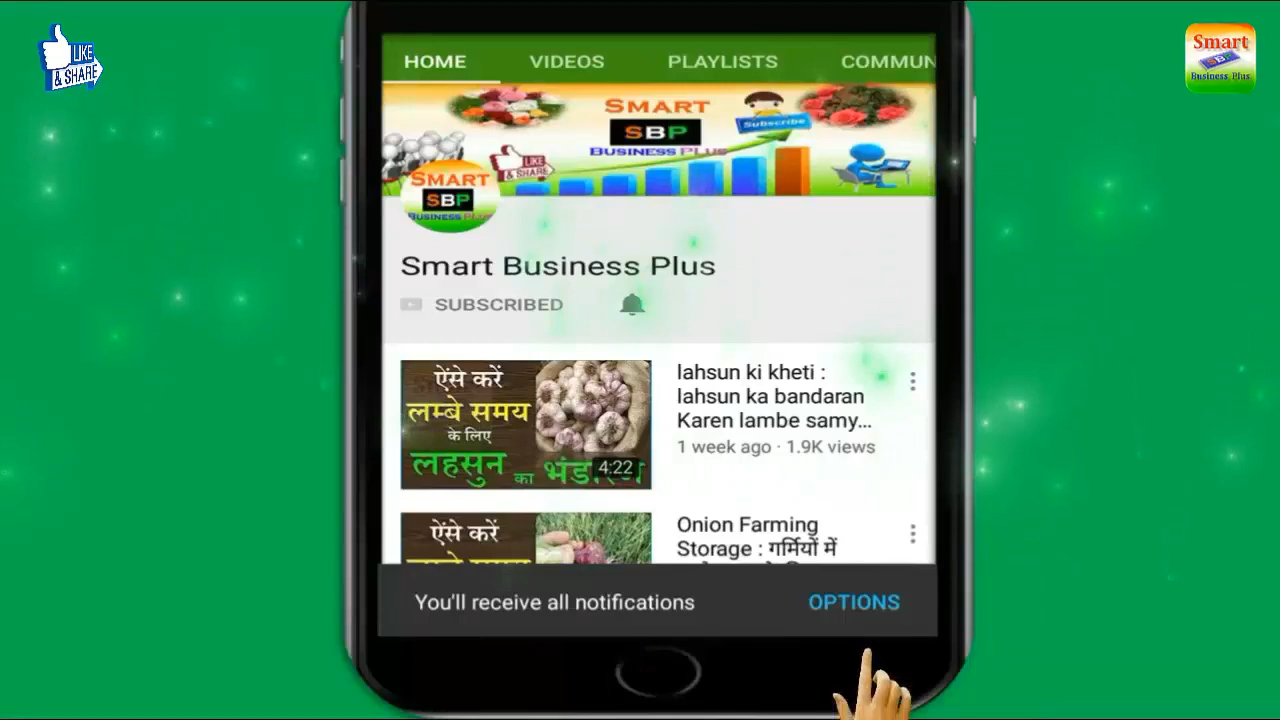 LIKE
& SHARE
Smart
SBP
Business Plus
HOME
VIDEOS
PLAYLISTS
COMMUN
SMART
SBP
BUSINESS PLUS
Subscribe
LIKE
& SHARE
SMART
SBP
BUSINESS PLUS
Smart Business Plus
SUBSCRIBED
ऐंसे करें
लम्बे समय
के लिए
लहसुन का
4:22
lahsun ki kheti :
lahsun ka bandaran
Karen lambe samy...
1 week ago · 1.9K views
ऐंसे करें
Onion Farming
Storage : गर्मियों में
You'll receive all notifications
OPTIONS